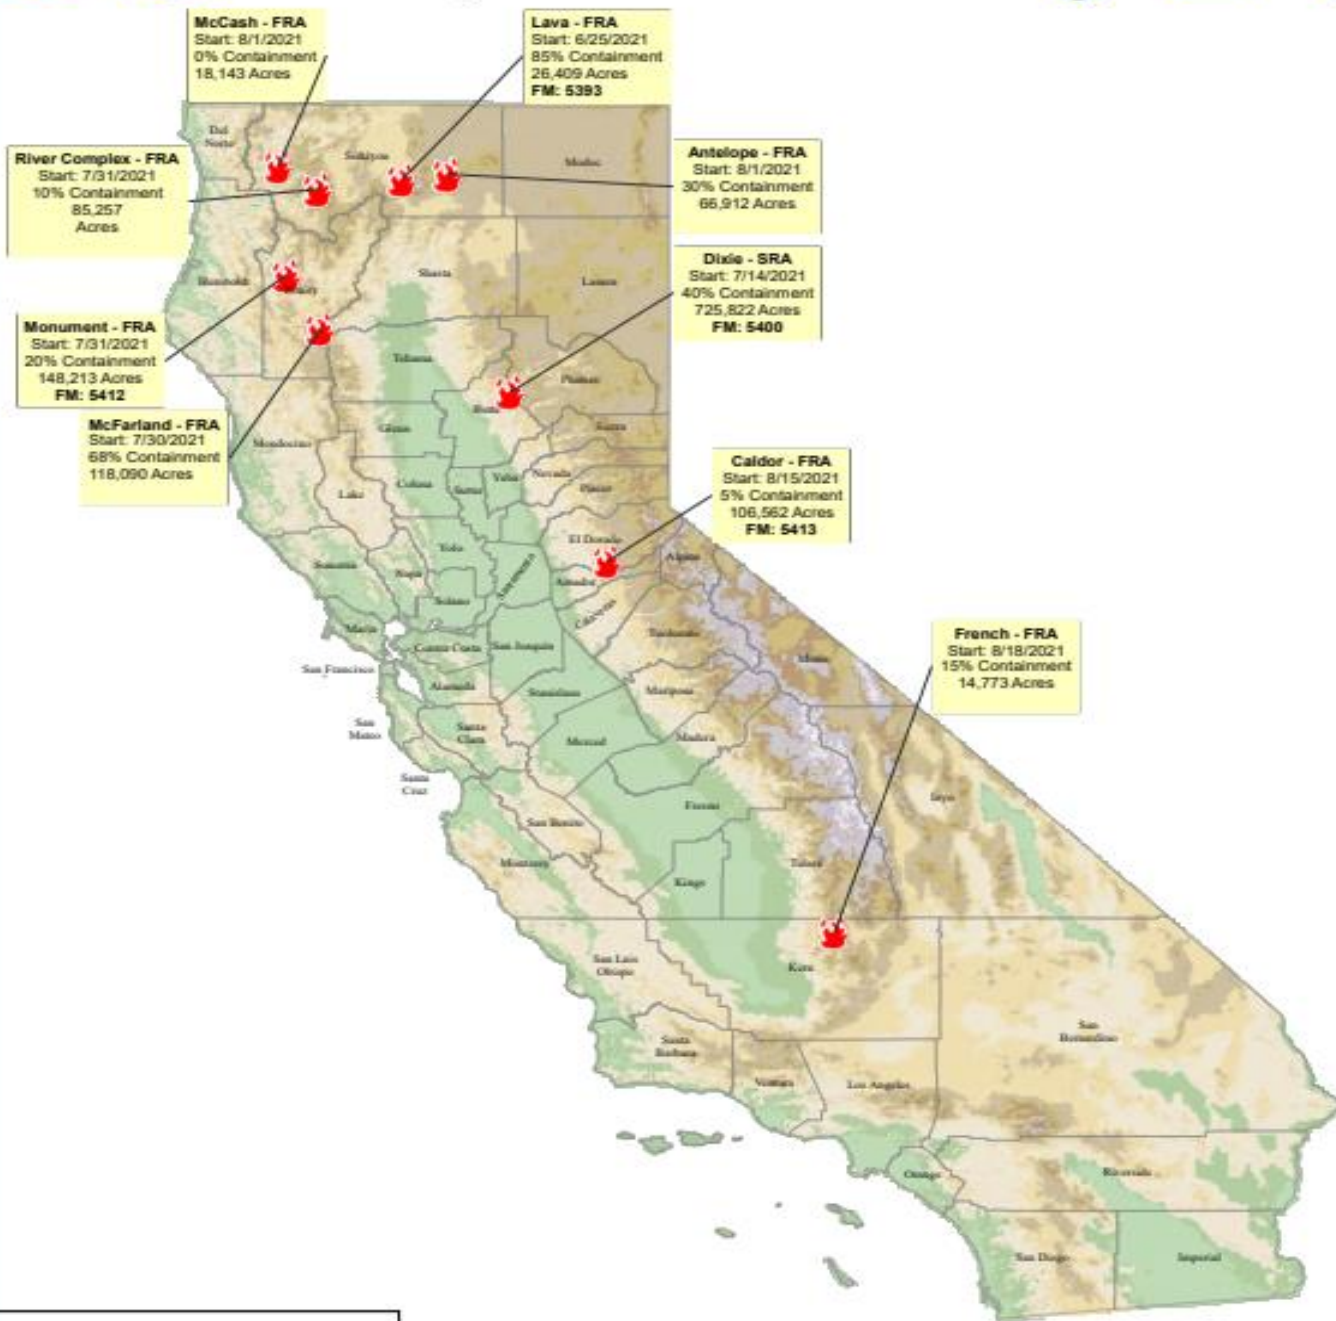 McCash - FRA
Start: 8/1/2021
0% Containment
18,143 Acres
Lava - FRA
Start: 6/25/2021
85% Containment
26,409 Acres
FM: 5393
River Complex - FRA
Start: 7/31/2021
10% Containment
85,257
Acres
Antelope - FRA
Start: 8/1/2021
30% Containment
66,912 Acres
Dixie - SRA
Start: 7/14/2021
40% Containment
725,822 Acres
FM: 5400
Monument - FRA
Start: 7/31/2021
20% Containment
148,213 Acres
FM: 5412
McFarland - FRA
Start: 7/30/2021
68% Containment
118,090 Acres
Caldor - FRA
Start: 8/15/2021
5% Containment
106,562 Acres
FM: 5413
French - FRA
Start: 8/18/2021
15% Containment
14,773 Acres
Del
Norte
Siskiyou
Modoc
Humboldt
Shasta
Lassen
Tehama
Plumas
Butte
Sierra
Mendocino
Glenn
Nevada
Placer
Lake
Colusa
Sutter
Yuba
El Dorado
Alpine
Sonoma
Napa
Yolo
Sacramento
Amador
Solano
Calaveras
Marin
Contra Costa
San Joaquin
Tuolumne
Mono
San Francisco
Alameda
Stanislaus
Mariposa
San
Mateo
Santa
Clara
Merced
Madera
Santa
Cruz
Fresno
Inyo
San Benito
Monterey
Kings
Tulare
San Luis
Obispo
Kern
San
Bernardino
Santa
Barbara
Ventura
Los Angeles
Orange
Riverside
San Diego
Imperial